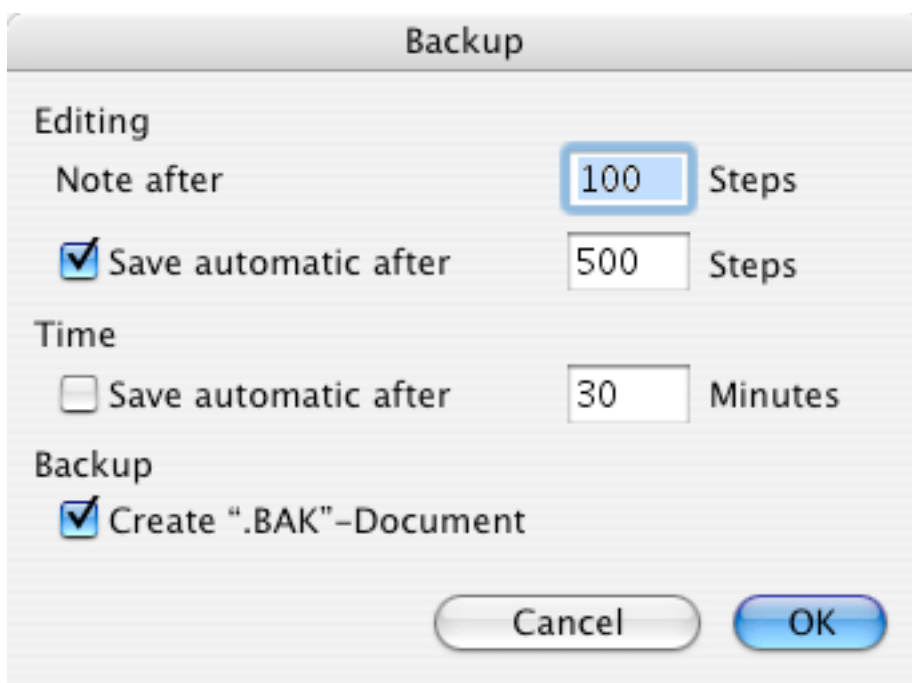 Backup
Editing
Note after 100 Steps
Save automatic after 500 Steps
Time
Save automatic after 30 Minutes
Backup
Create “.BAK”-Document
Cancel OK